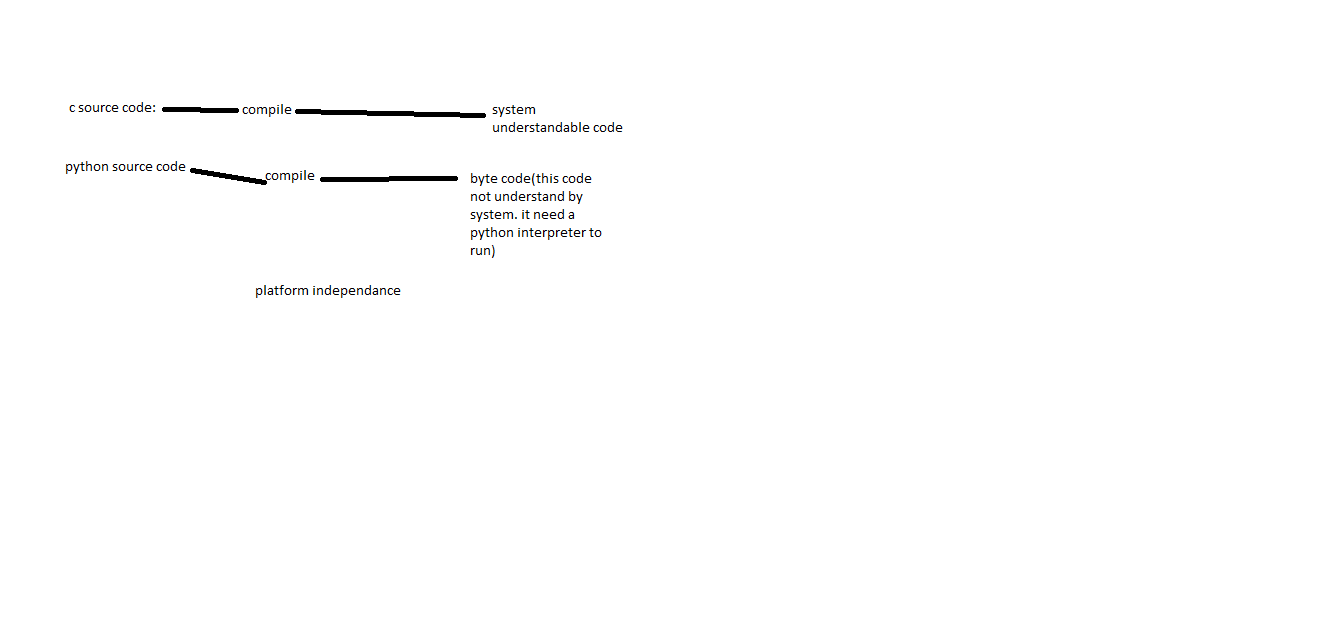 c source code:
compile
system
understandable code
python source code
compile
byte code(this code
not understand by
system. it need a
python interpreter to
run)
platform independance